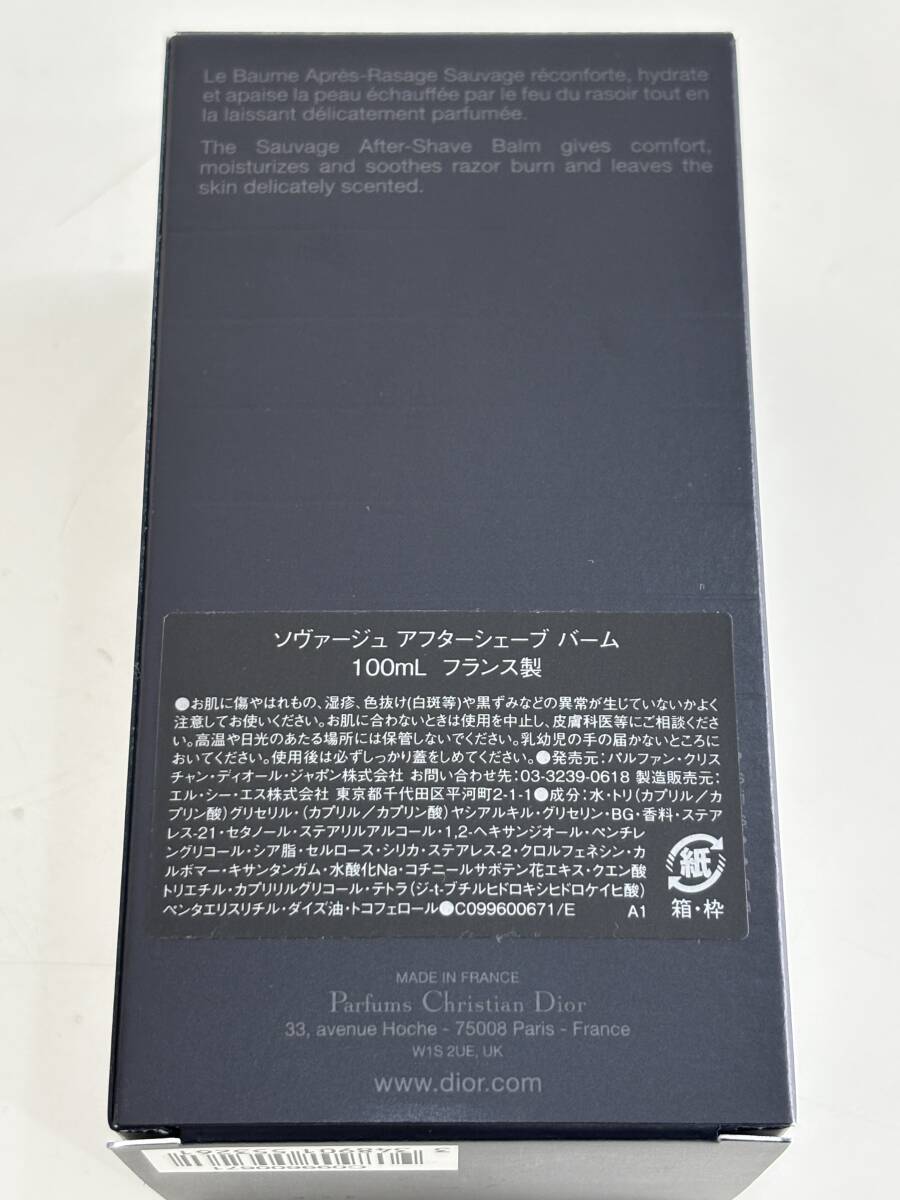 Le Baume Après-Rasage Sauvage réconforte, hydrate
et apaise la peau échauffée par le feu du rasoir tout en
la laissant délicatement parfumée.
The Sauvage After-Shave Balm gives comfort,
moisturizes and soothes razor burn and leaves the
skin delicately scented.
ソヴァージュ アフターシェーブ バーム
100mL フランス製
●お肌に傷やはれもの、湿疹、色抜け(白斑等)や黒ずみなどの異常が生じていないかよく
注意してお使いください。お肌に合わないときは使用を中止し、皮膚科医等にご相談くださ
い。高温や日光のあたる場所には保管しないでください。乳幼児の手の届かないところに
おいてください。使用後は必ずしっかり蓋をしめてください。●発売元:パルファン・クリス
チャン・ディオール・ジャポン株式会社 お問い合わせ先:03-3239-0618 製造販売元:
エル・シー・エス株式会社 東京都千代田区平河町2-1-1●成分:水・トリ(カプリル/カ
プリン酸)グリセリル・(カプリル/カプリン酸)ヤシアルキル・グリセリン・BG・香料・ステア
レス-21・セタノール・ステアリルアルコール・1,2-ヘキサンジオール・ペンチレ
ングリコール・シア脂・セルロース・シリカ・ステアレス-2・クロルフェネシン・カ
ルボマー・キサンタンガム・水酸化Na・コチニールサボテン花エキス・クエン酸
トリエチル・カプリリルグリコール・テトラ(ジ-t-ブチルヒドロキシヒドロケイヒ酸)
ペンタエリスリチル・ダイズ油・トコフェロール●C099600671/E A1
紙
箱・枠
MADE IN FRANCE
Parfums Christian Dior
33, avenue Hoche - 75008 Paris - France
W1S 2UE, UK
www.dior.com
C099600671